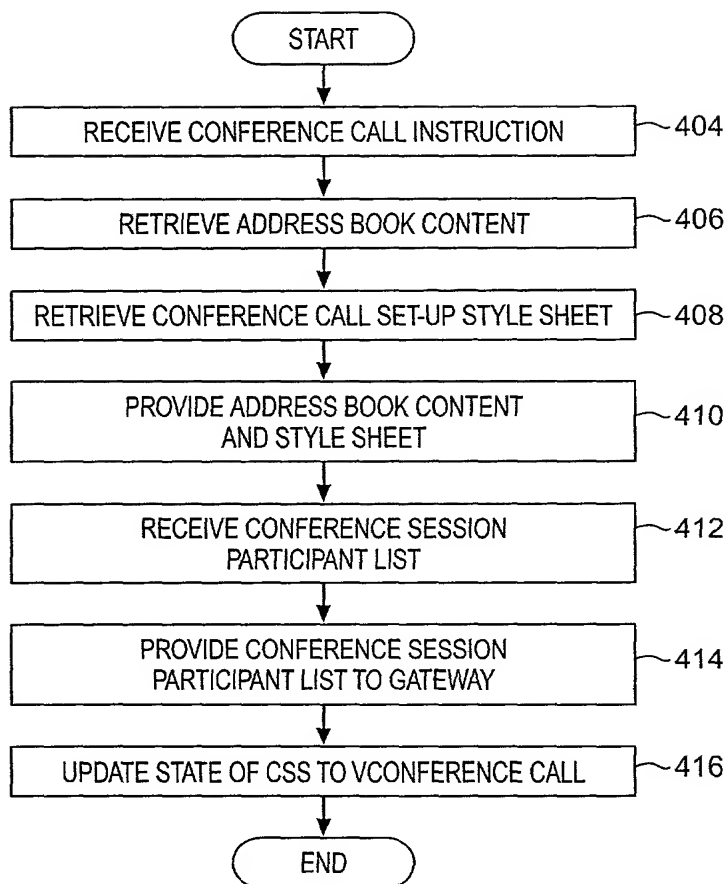 START
RECEIVE CONFERENCE CALL INSTRUCTION
404
RETRIEVE ADDRESS BOOK CONTENT
406
RETRIEVE CONFERENCE CALL SET-UP STYLE SHEET
408
PROVIDE ADDRESS BOOK CONTENT
AND STYLE SHEET
410
RECEIVE CONFERENCE SESSION
PARTICIPANT LIST
412
PROVIDE CONFERENCE SESSION
PARTICIPANT LIST TO GATEWAY
414
UPDATE STATE OF CSS TO VCONFERENCE CALL
416
END